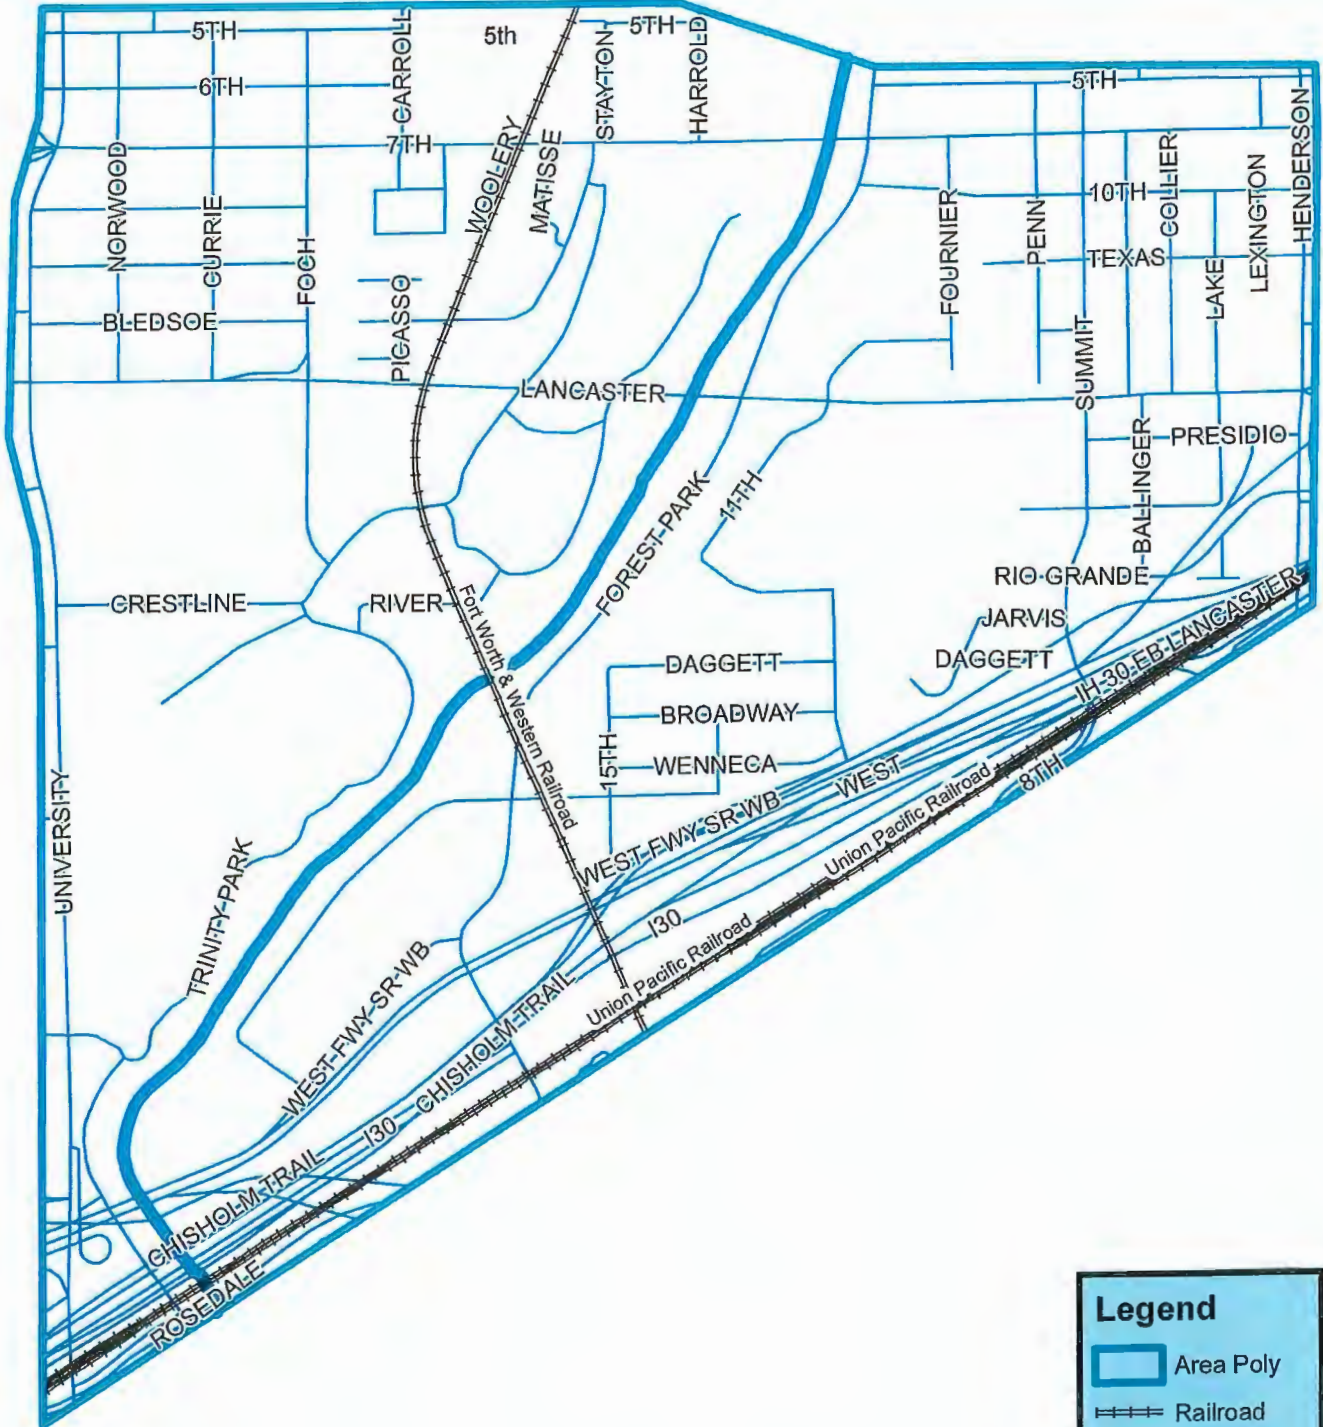 5TH
CARROLL
5th
5TH
STAYTON
HARROLD
5TH
6TH
HENDERSON
7TH
WOOLERY
MATISSE
NORWOOD
CURRIE
FOCH
FOURNIER
PENN
10TH
COLLIER
LEXINGTON
TEXAS
LAKE
BLEDSOE
PICASSO
SUMMIT
LANCASTER
BALLINGER
PRESIDIO
FOREST PARK
11TH
CRESTLINE
RIVER
RIO GRANDE
JARVIS
DAGGETT
IH-30 EB LANCASTER
Fort Worth & Western Railroad
DAGGETT
BROADWAY
15TH
WENNECA
WEST
8TH
UNIVERSITY
WEST FWY SR WB
Union Pacific Railroad
TRINITY PARK
I30
WEST FWY SR WB
Union Pacific Railroad
CHISHOLM TRAIL
I30
CHISHOLM TRAIL
ROSEDALE
Legend
Area Poly
Railroad